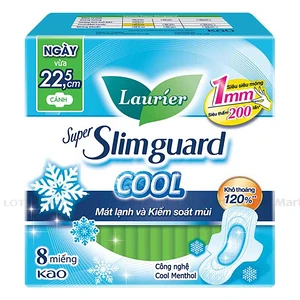 NGÀY
vừa
22,5cm
CÁNH
Laurier
Siêu siêu mỏng
1mm
Siêu thấm 200 lần
Super
Slimguard
COOL
Mát lạnh và Kiểm soát mùi
Khô thoáng
120%**
8 miếng
Kao
Công nghệ
Cool Menthol